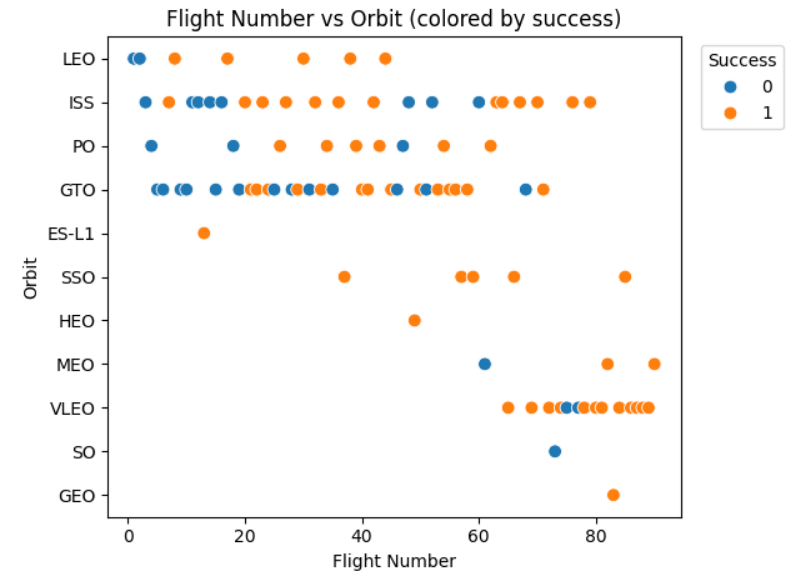 Flight Number vs Orbit (colored by success)
Success
0
1
LEO
ISS
PO
GTO
ES-L1
SSO
HEO
MEO
VLEO
SO
GEO
Orbit
0 20 40 60 80
Flight Number